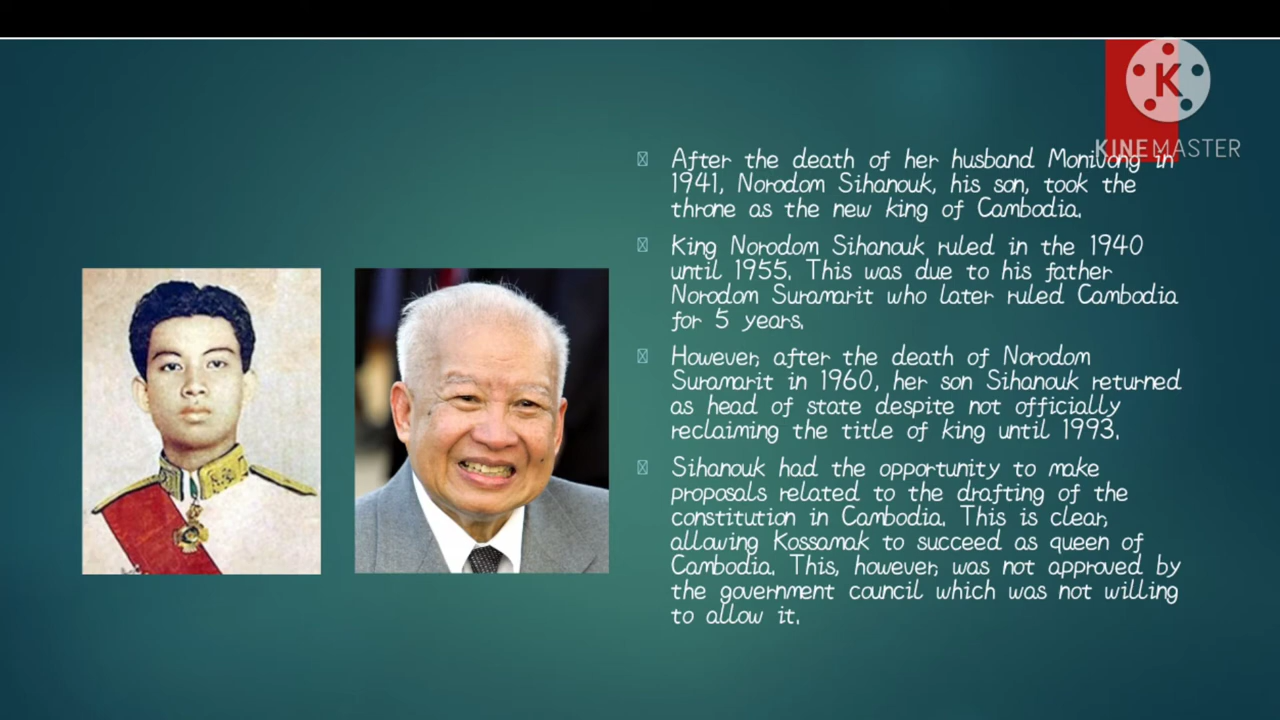 K
KINEMASTER
After the death of her husband Monivong in
1941, Norodom Sihanouk, his son, took the
throne as the new king of Cambodia.
King Norodom Sihanouk ruled in the 1940
until 1955. This was due to his father
Norodom Suramarit who later ruled Cambodia
for 5 years.
However, after the death of Norodom
Suramarit in 1960, her son Sihanouk returned
as head of state despite not officially
reclaiming the title of king until 1993.
Sihanouk had the opportunity to make
proposals related to the drafting of the
constitution in Cambodia. This is clear,
allowing Kossamak to succeed as queen of
Cambodia. This, however, was not approved by
the government council which was not willing
to allow it.